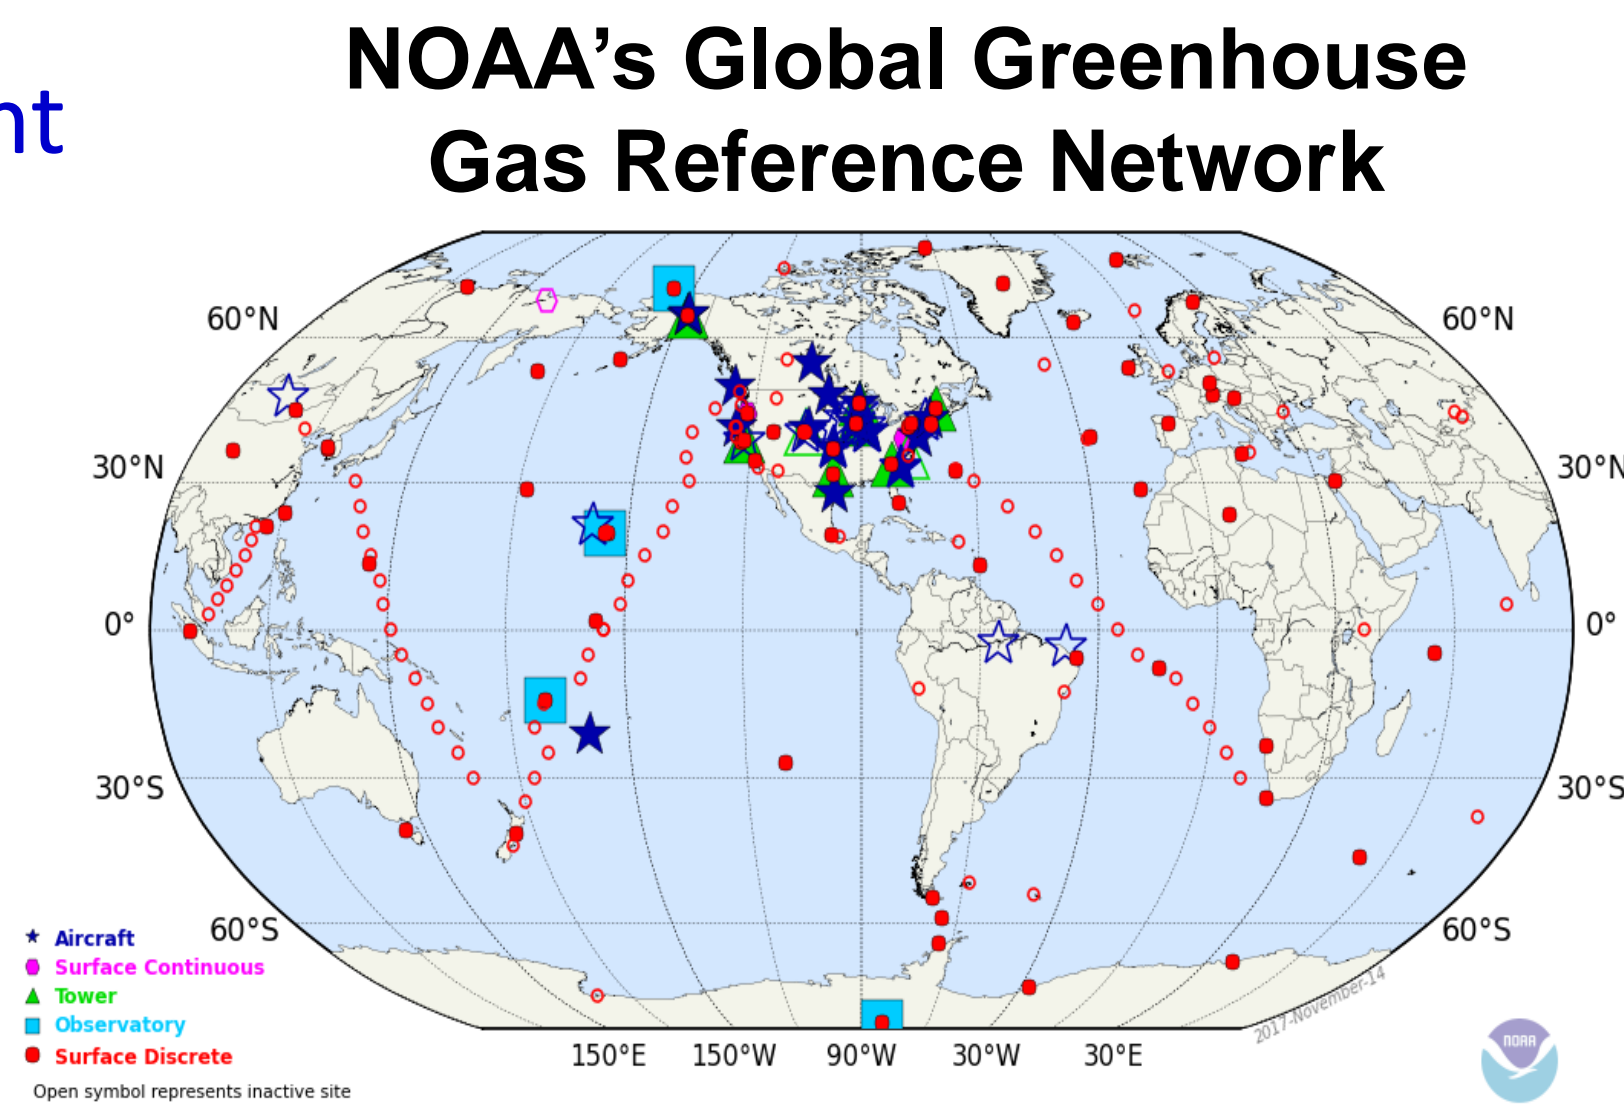 NOAA’s Global Greenhouse
Gas Reference Network
nt
60°N
60°N
30°N
30°N
0°
0°
30°S
30°S
60°S
60°S
Aircraft
Surface Continuous
Tower
Observatory
Surface Discrete
Open symbol represents inactive site
150°E 150°W 90°W 30°W 30°E
2017-November-14
NOAA